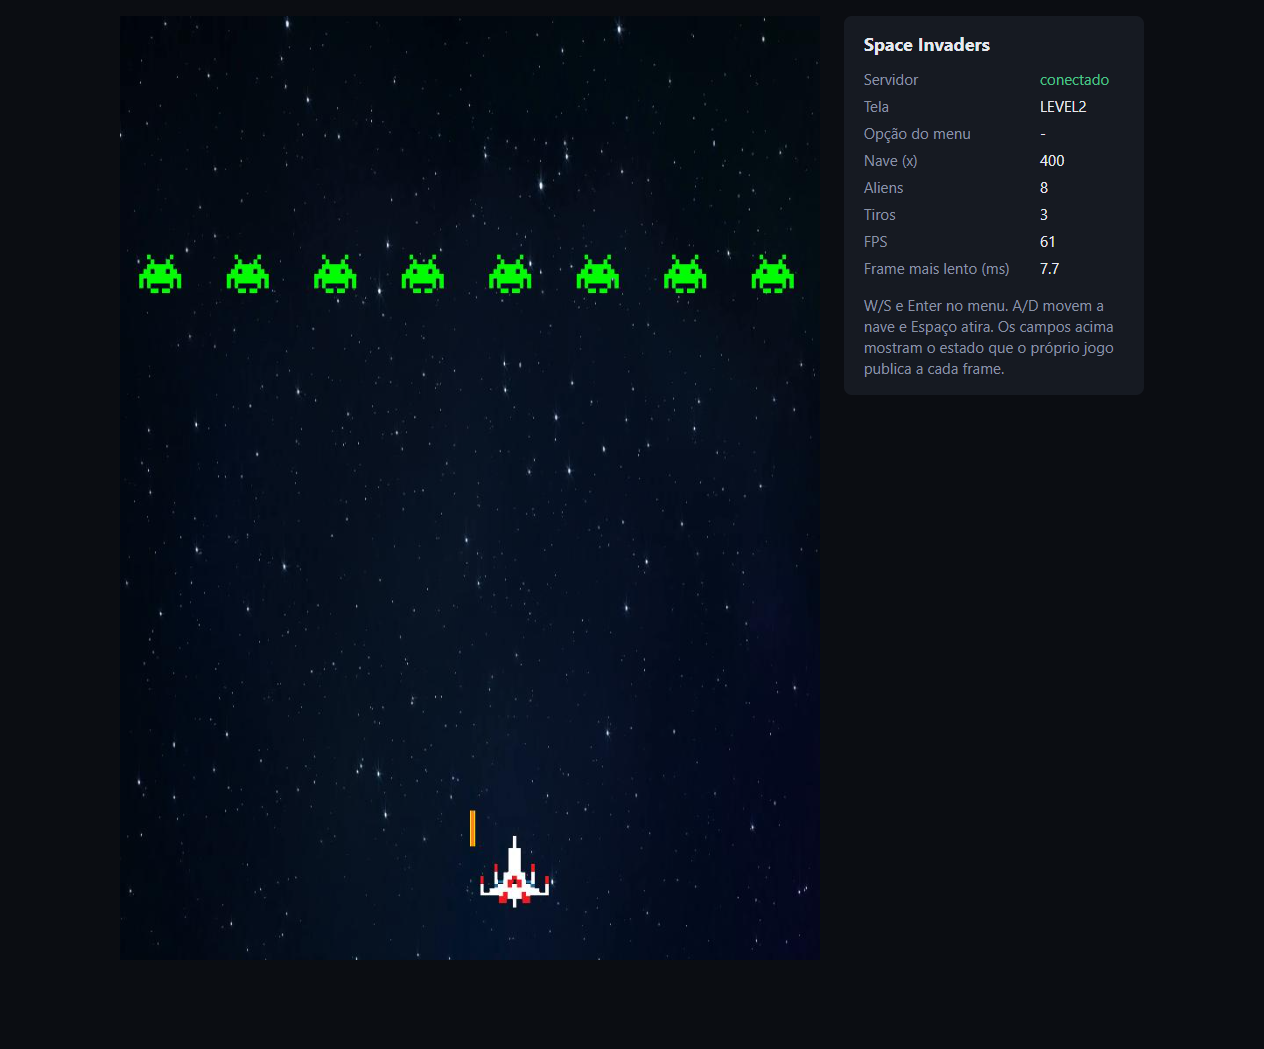 Space Invaders
Servidor conectado
Tela LEVEL2
Opção do menu -
Nave (x) 400
Aliens 8
Tiros 3
FPS 61
Frame mais lento (ms) 7.7
W/S e Enter no menu. A/D movem a
nave e Espaço atira. Os campos acima
mostram o estado que o próprio jogo
publica a cada frame.